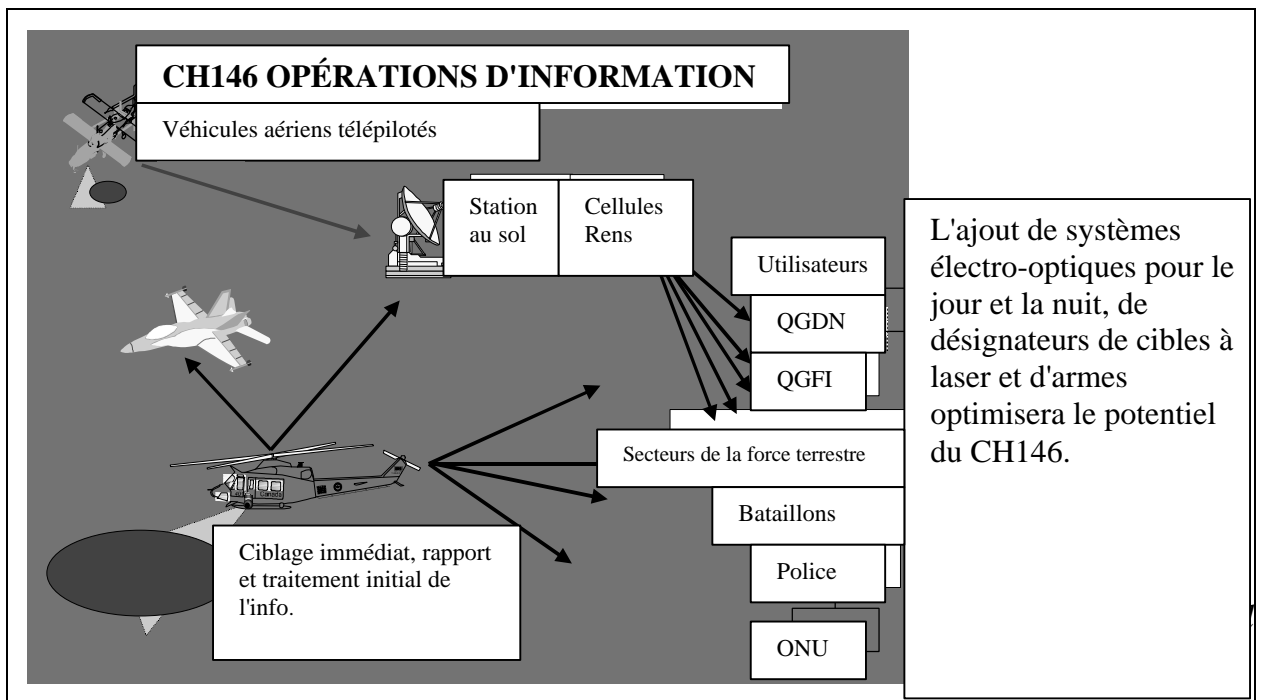 CH146 OPÉRATIONS D'INFORMATION
Véhicules aériens télépilotés
Station
au sol
Cellules
Rens
Utilisateurs
QGDN
QGFI
Secteurs de la force terrestre
Bataillons
Police
ONU
Ciblage immédiat, rapport
et traitement initial de
l'info.
L'ajout de systèmes
électro-optiques pour le
jour et la nuit, de
désignateurs de cibles à
laser et d'armes
optimisera le potentiel
du CH146.
Canada